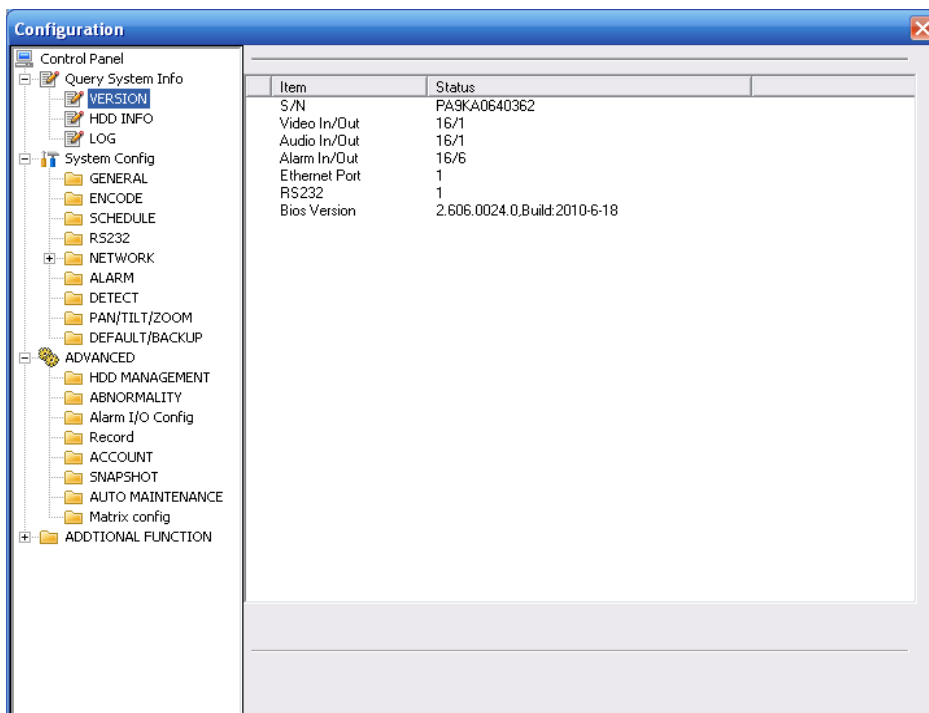 Configuration
Control Panel
Query System Info
VERSION
HDD INFO
LOG
System Config
GENERAL
ENCODE
SCHEDULE
RS232
NETWORK
ALARM
DETECT
PAN/TILT/ZOOM
DEFAULT/BACKUP
ADVANCED
HDD MANAGEMENT
ABNORMALITY
Alarm I/O Config
Record
ACCOUNT
SNAPSHOT
AUTO MAINTENANCE
Matrix config
ADDTIONAL FUNCTION
Item Status
S/N PA9KA0640362
Video In/Out 16/1
Audio In/Out 16/1
Alarm In/Out 16/6
Ethernet Port 1
RS232 1
Bios Version 2.606.0024.0,Build:2010-6-18